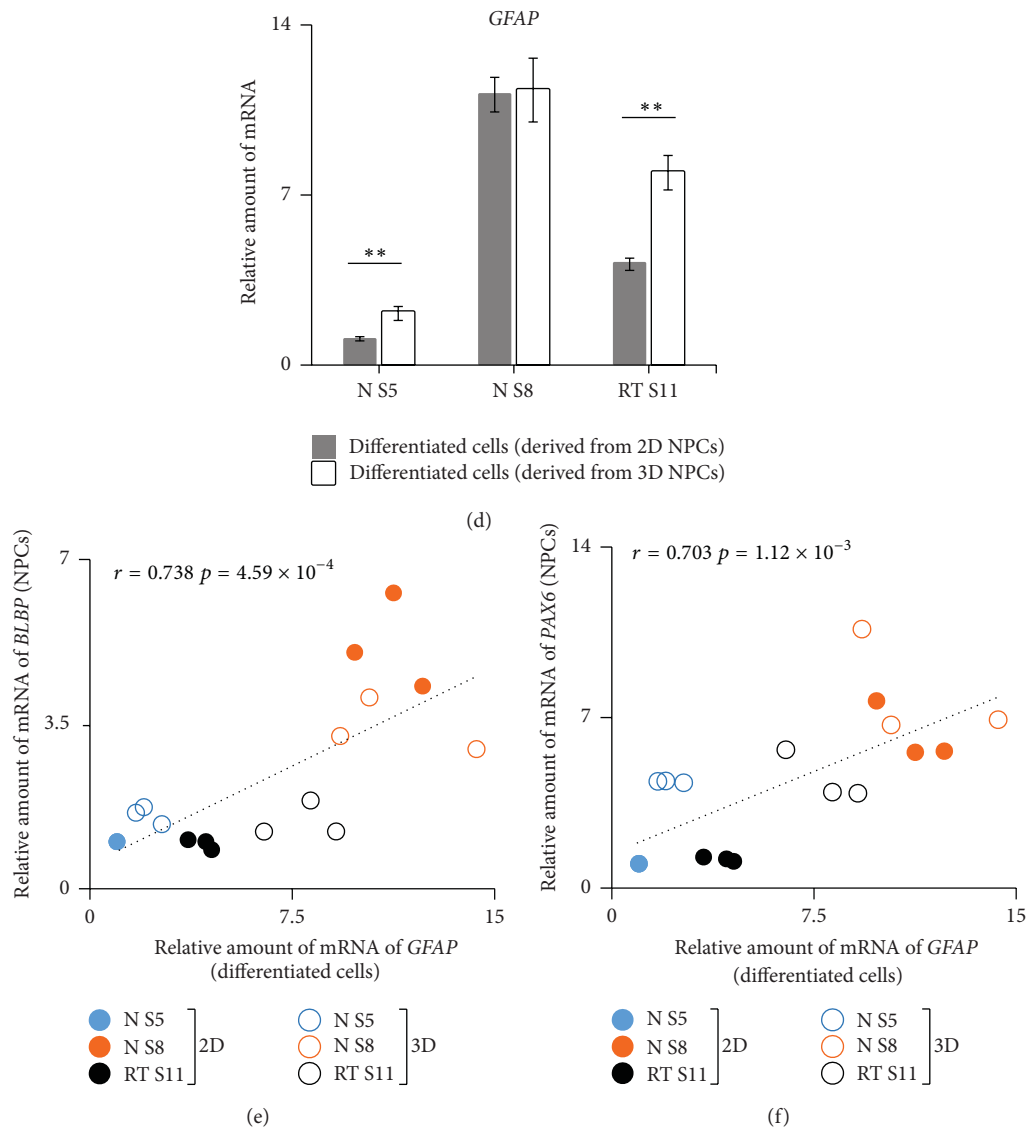 GFAP
14
7
0
Relative amount of mRNA
**
**
N S5
N S8
RT S11
Differentiated cells (derived from 2D NPCs)
Differentiated cells (derived from 3D NPCs)
(d)
Relative amount of mRNA of BLBP (NPCs)
7
3.5
0
r = 0.738 p = 4.59 × 10⁻⁴
0
7.5
15
Relative amount of mRNA of GFAP
(differentiated cells)
N S5
N S8
RT S11
2D
N S5
N S8
RT S11
3D
(e)
Relative amount of mRNA of PAX6 (NPCs)
14
7
0
r = 0.703 p = 1.12 × 10⁻³
0
7.5
15
Relative amount of mRNA of GFAP
(differentiated cells)
N S5
N S8
RT S11
2D
N S5
N S8
RT S11
3D
(f)